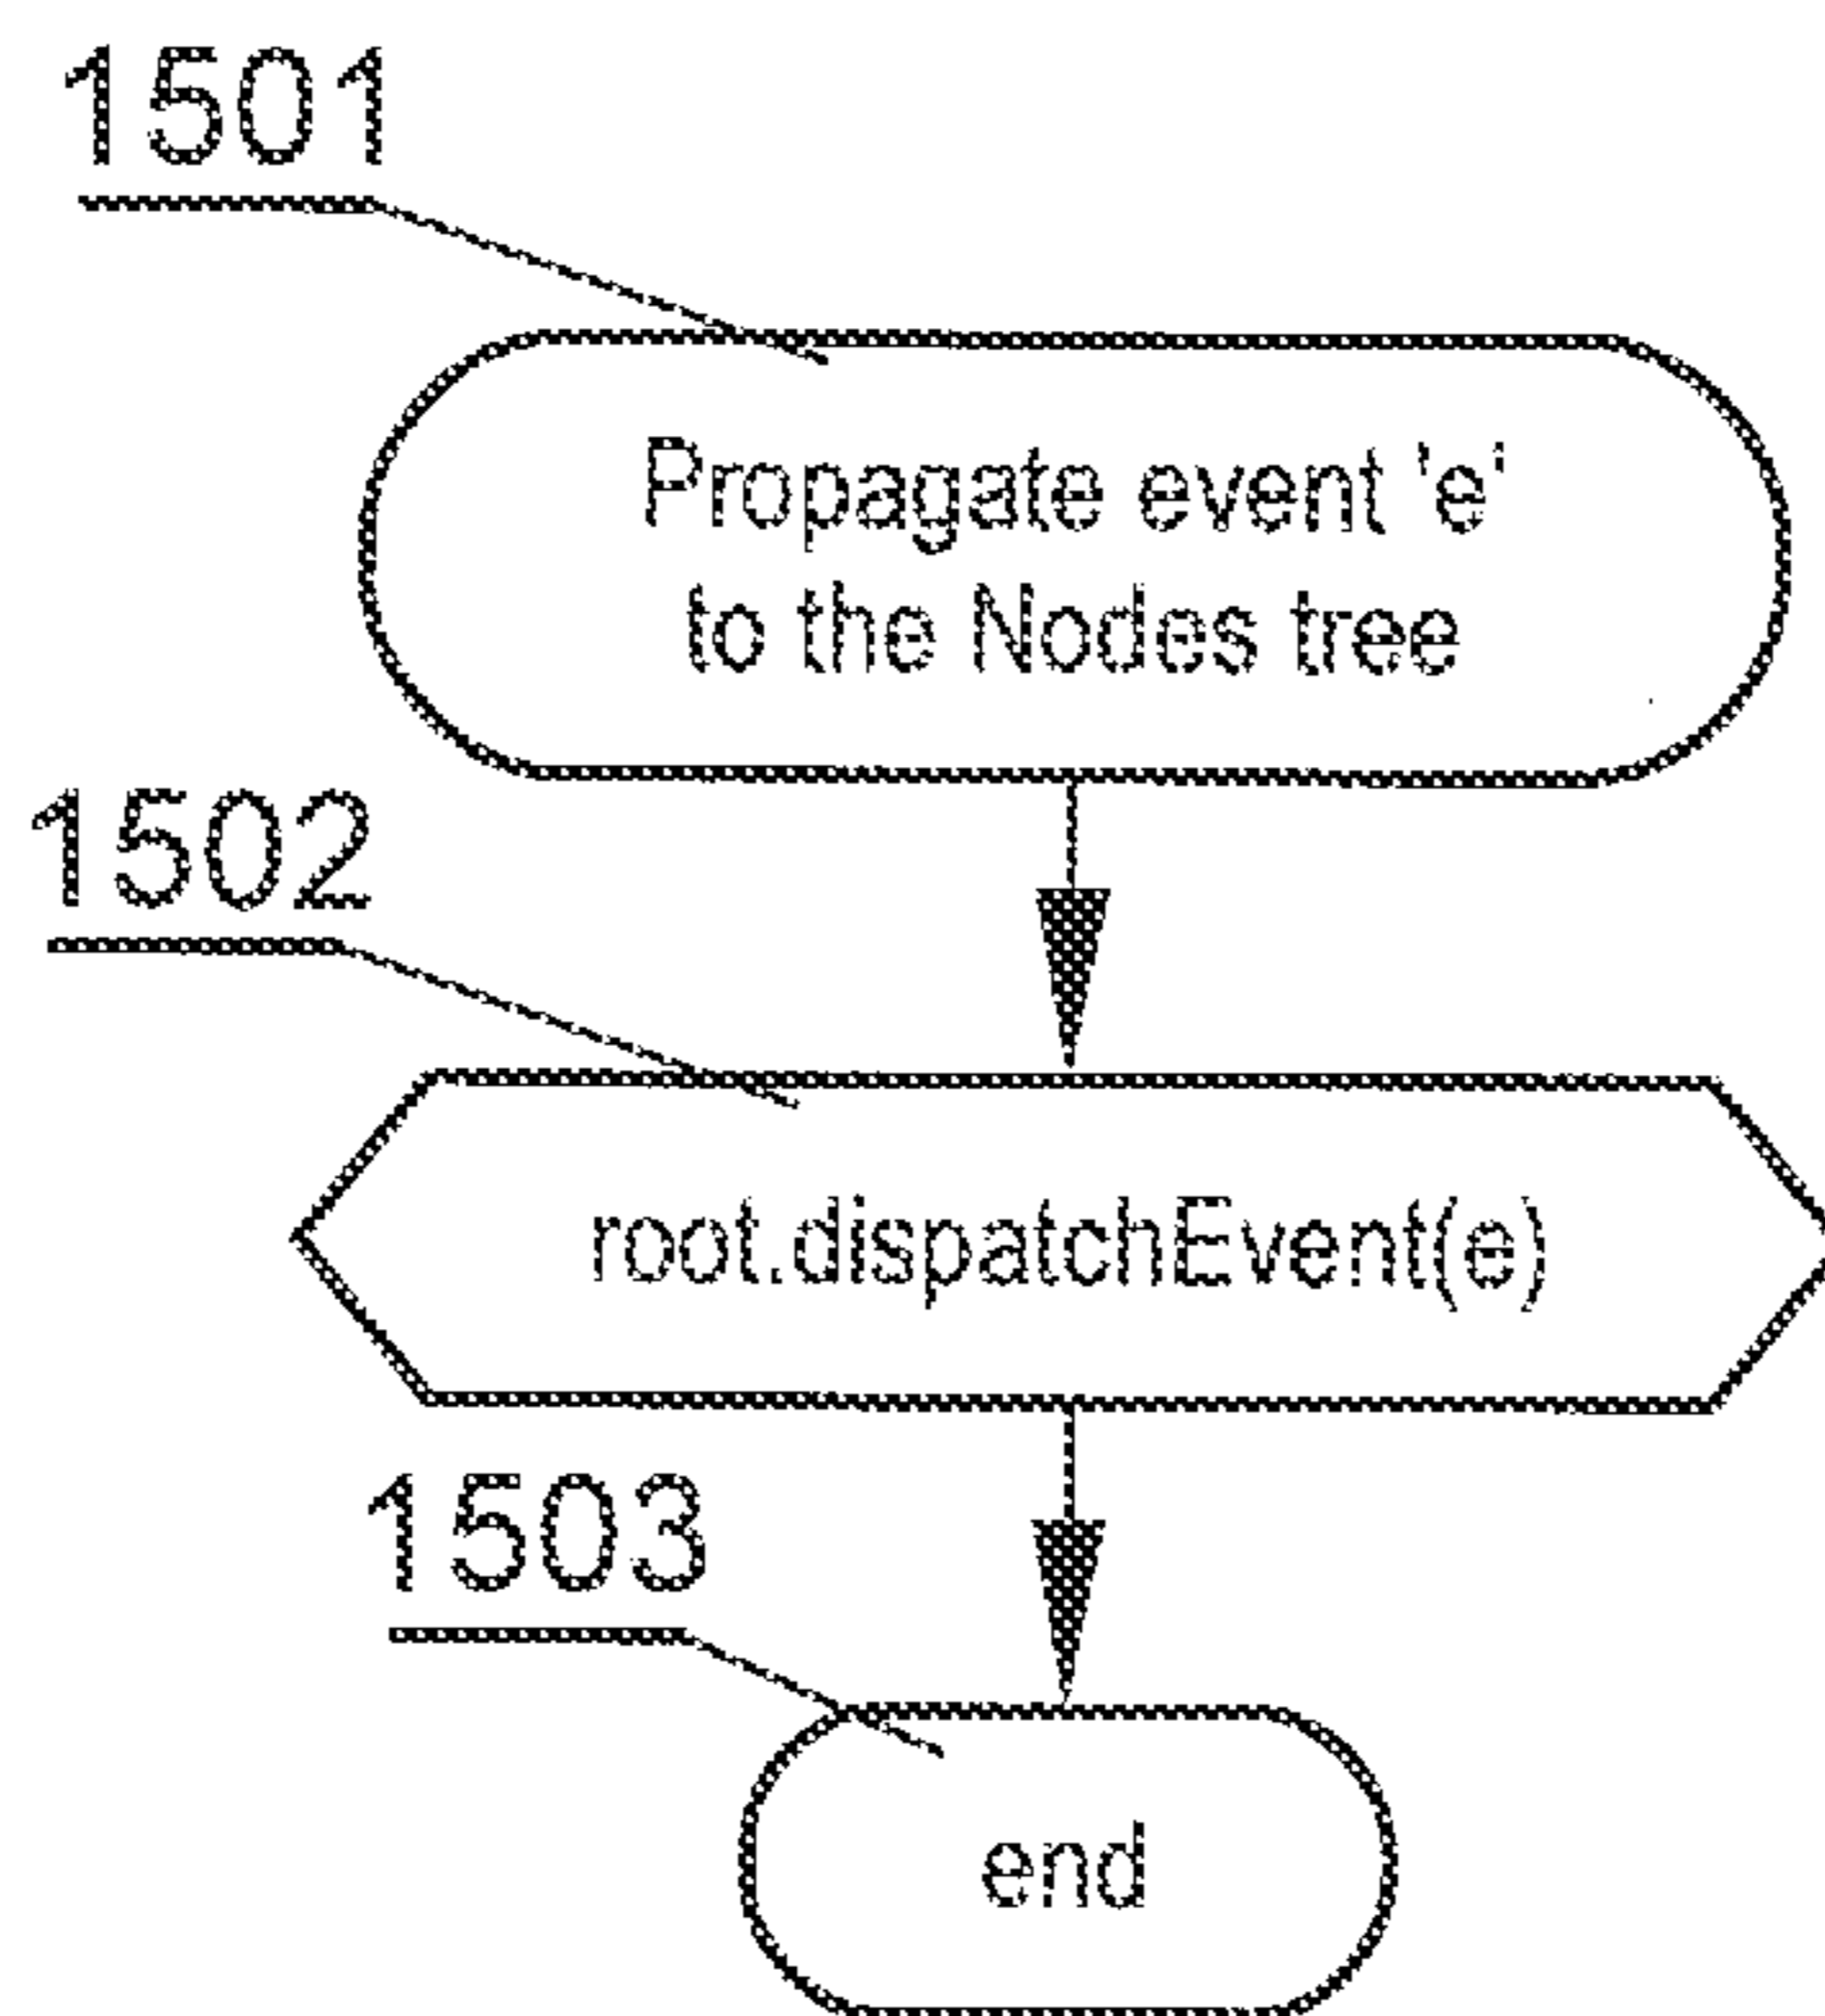 1501
Propagate event 'e'
to the Nodes tree
1502
root.dispatchEvent(e)
1503
end